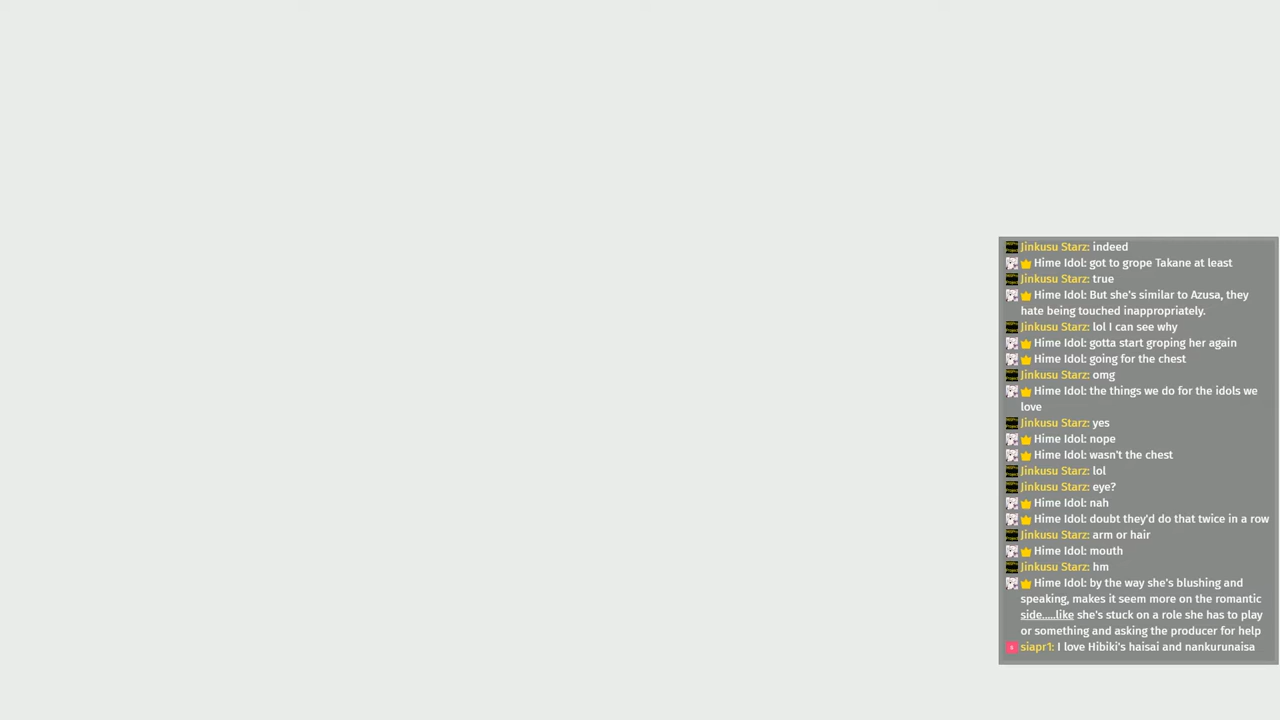 Jinkusu Starz: indeed
Hime Idol: got to grope Takane at least
Jinkusu Starz: true
Hime Idol: But she's similar to Azusa, they
hate being touched inappropriately.
Jinkusu Starz: lol I can see why
Hime Idol: gotta start groping her again
Hime Idol: going for the chest
Jinkusu Starz: omg
Hime Idol: the things we do for the idols we
love
Jinkusu Starz: yes
Hime Idol: nope
Hime Idol: wasn't the chest
Jinkusu Starz: lol
Jinkusu Starz: eye?
Hime Idol: nah
Hime Idol: doubt they'd do that twice in a row
Jinkusu Starz: arm or hair
Hime Idol: mouth
Jinkusu Starz: hm
Hime Idol: by the way she's blushing and
speaking, makes it seem more on the romantic
side.....like she's stuck on a role she has to play
or something and asking the producer for help
siapr1: I love Hibiki's haisai and nankurunaisa